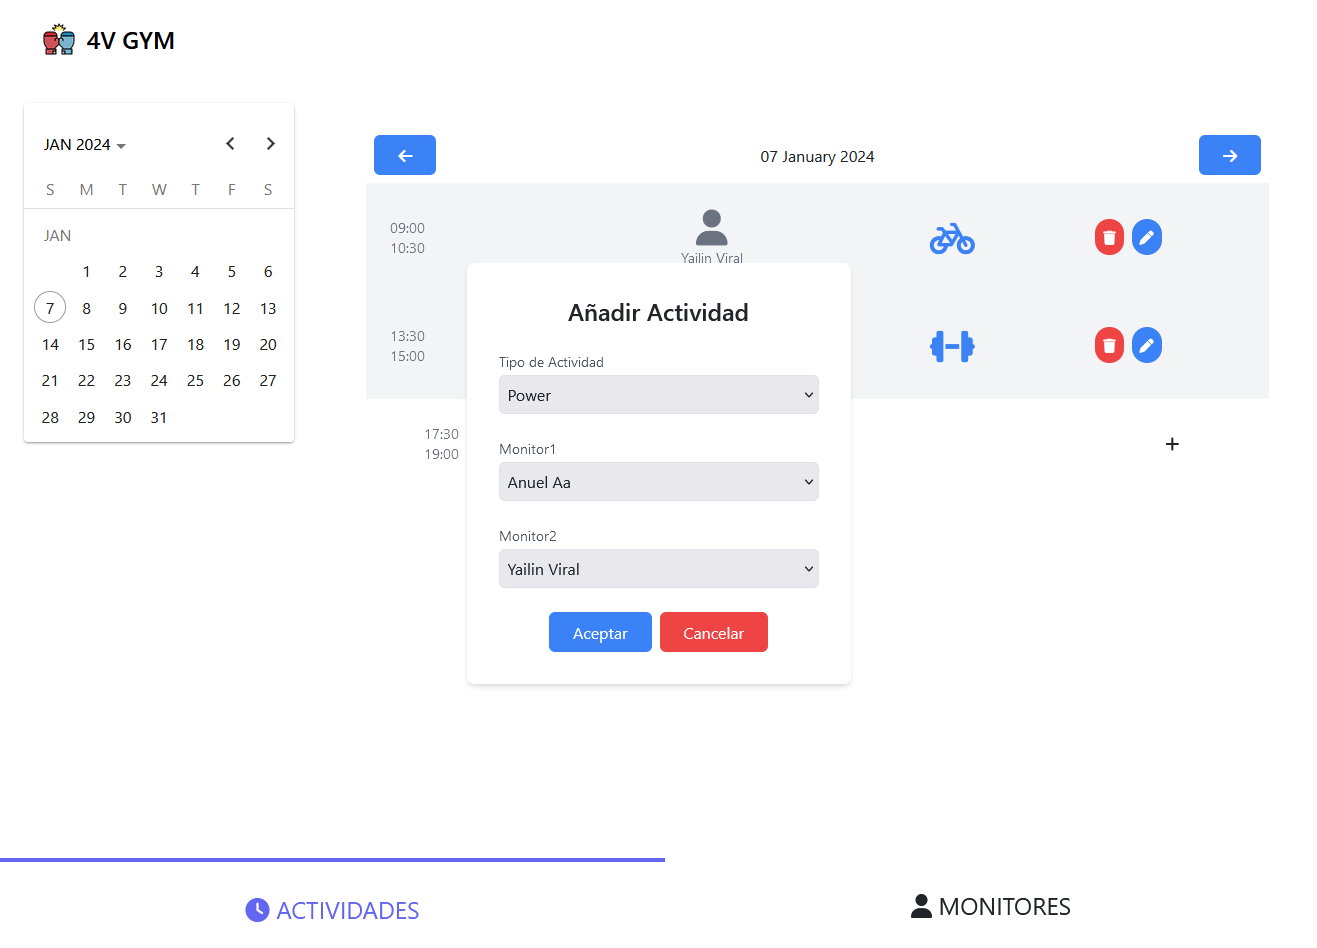 4V GYM
JAN 2024
S M T W T F S
JAN
1 2 3 4 5 6
7 8 9 10 11 12 13
14 15 16 17 18 19 20
21 22 23 24 25 26 27
28 29 30 31
07 January 2024
09:00
10:30
Yailin Viral
13:30
15:00
17:30
19:00
+
Añadir Actividad
Tipo de Actividad
Power
Monitor1
Anuel Aa
Monitor2
Yailin Viral
Aceptar
Cancelar
ACTIVIDADES
MONITORES